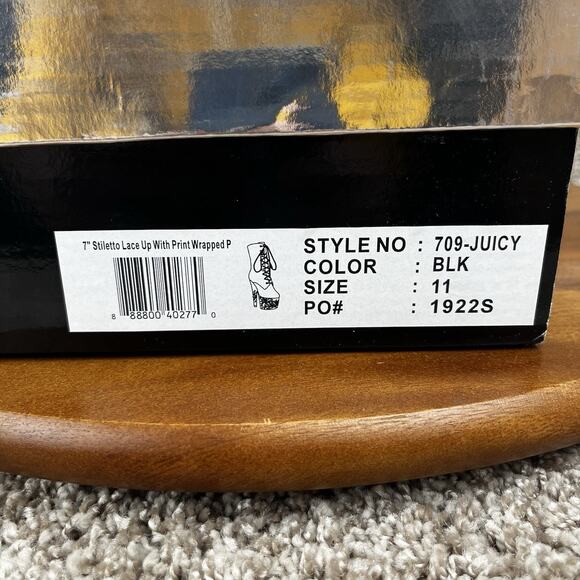 7" Stiletto Lace Up With Print Wrapped P
8 88800 40277 0
STYLE NO : 709-JUICY
COLOR : BLK
SIZE : 11
PO# : 1922S